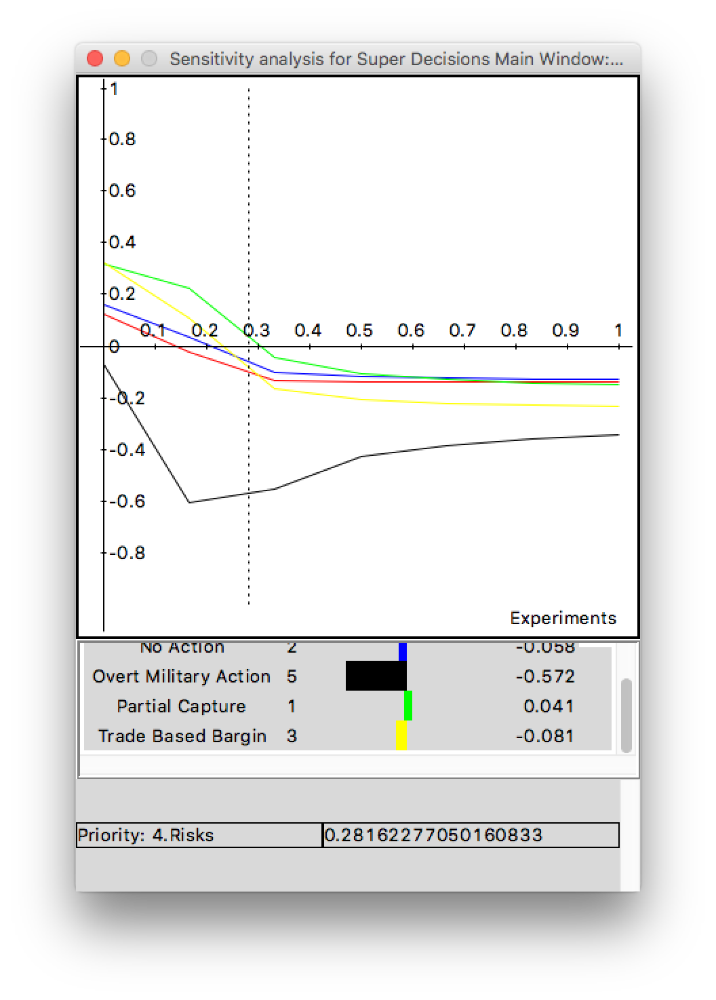 Sensitivity analysis for Super Decisions Main Window:...
1
0.8
0.6
0.4
0.2
0.1 0.2 0.3 0.4 0.5 0.6 0.7 0.8 0.9 1
0
-0.2
-0.4
-0.6
-0.8
Experiments
No Action 2 -0.058
Overt Military Action 5 -0.572
Partial Capture 1 0.041
Trade Based Bargin 3 -0.081
Priority: 4.Risks 0.28162277050160833